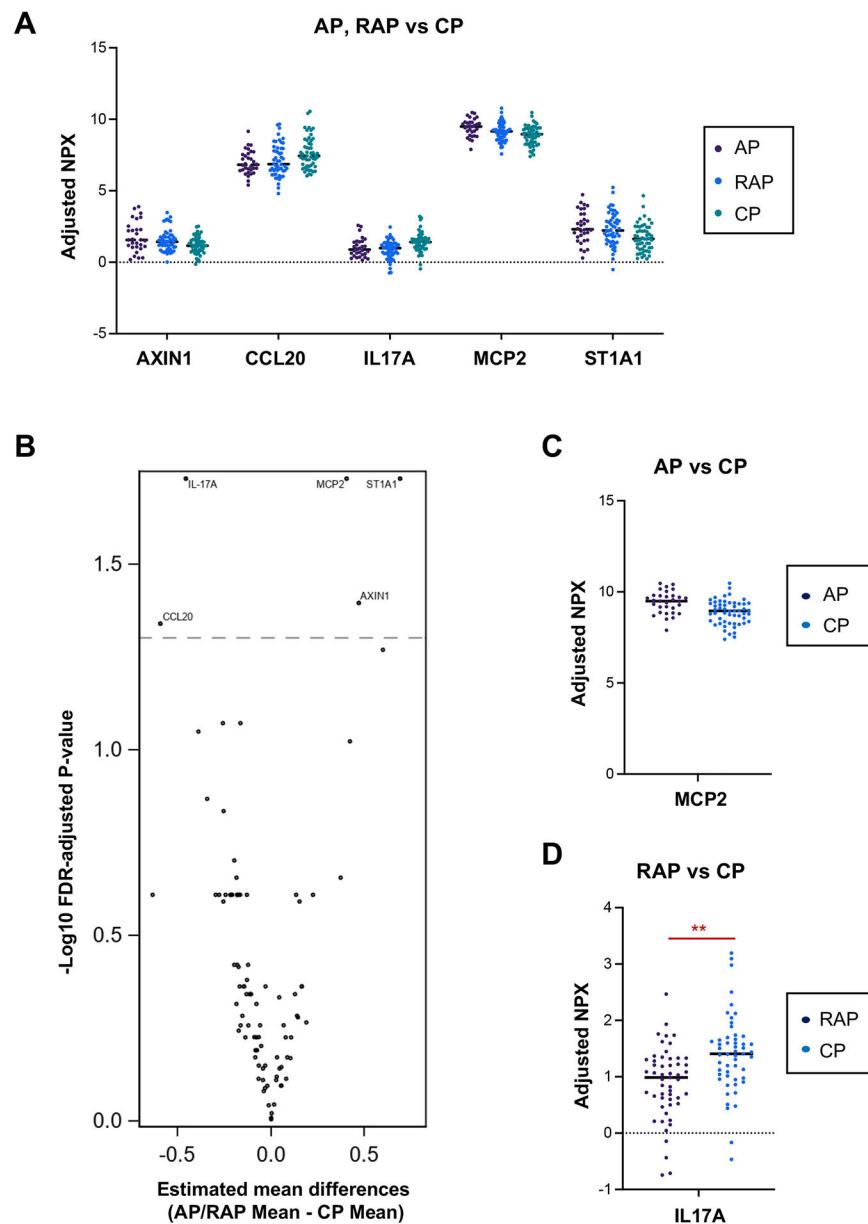 A
AP, RAP vs CP
Adjusted NPX
15
10
5
0
-5
AXIN1 CCL20 IL17A MCP2 ST1A1
AP
RAP
CP
B
-Log10 FDR-adjusted P-value
1.5
1.0
0.5
0.0
IL-17A MCP2 ST1A1
AXIN1
CCL20
-0.5 0.0 0.5
Estimated mean differences
(AP/RAP Mean - CP Mean)
C
AP vs CP
Adjusted NPX
15
10
5
0
MCP2
AP
CP
D
RAP vs CP
Adjusted NPX
4
3
2
1
0
-1
**
IL17A
RAP
CP